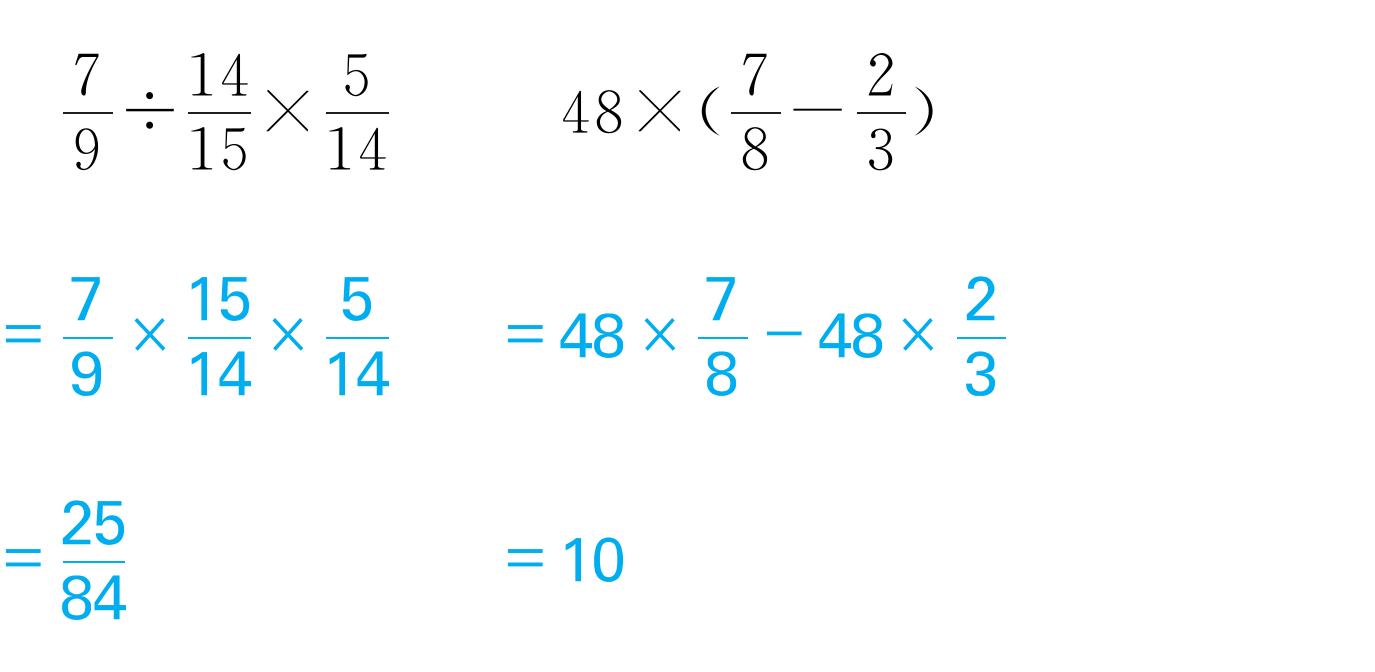 7/9 ÷ 14/15 × 5/14    48 × (7/8 − 2/3)
= 7/9 × 15/14 × 5/14    = 48 × 7/8 − 48 × 2/3
= 25/84    = 10